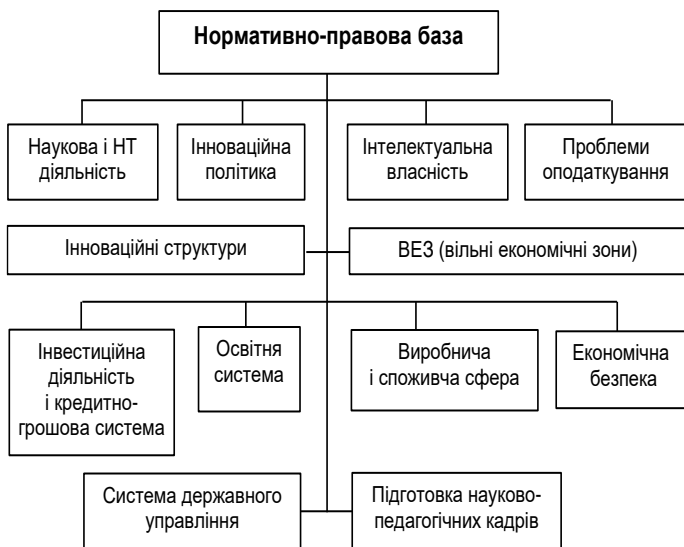 Нормативно-правова база
Наукова і НТ
діяльність
Інноваційна
політика
Інтелектуальна
власність
Проблеми
оподаткування
Інноваційні структури
ВЕЗ (вільні економічні зони)
Інвестиційна
діяльність
і кредитно-
грошова система
Освітня
система
Виробнича
і споживча сфера
Економічна
безпека
Система державного
управління
Підготовка науково-
педагогічних кадрів